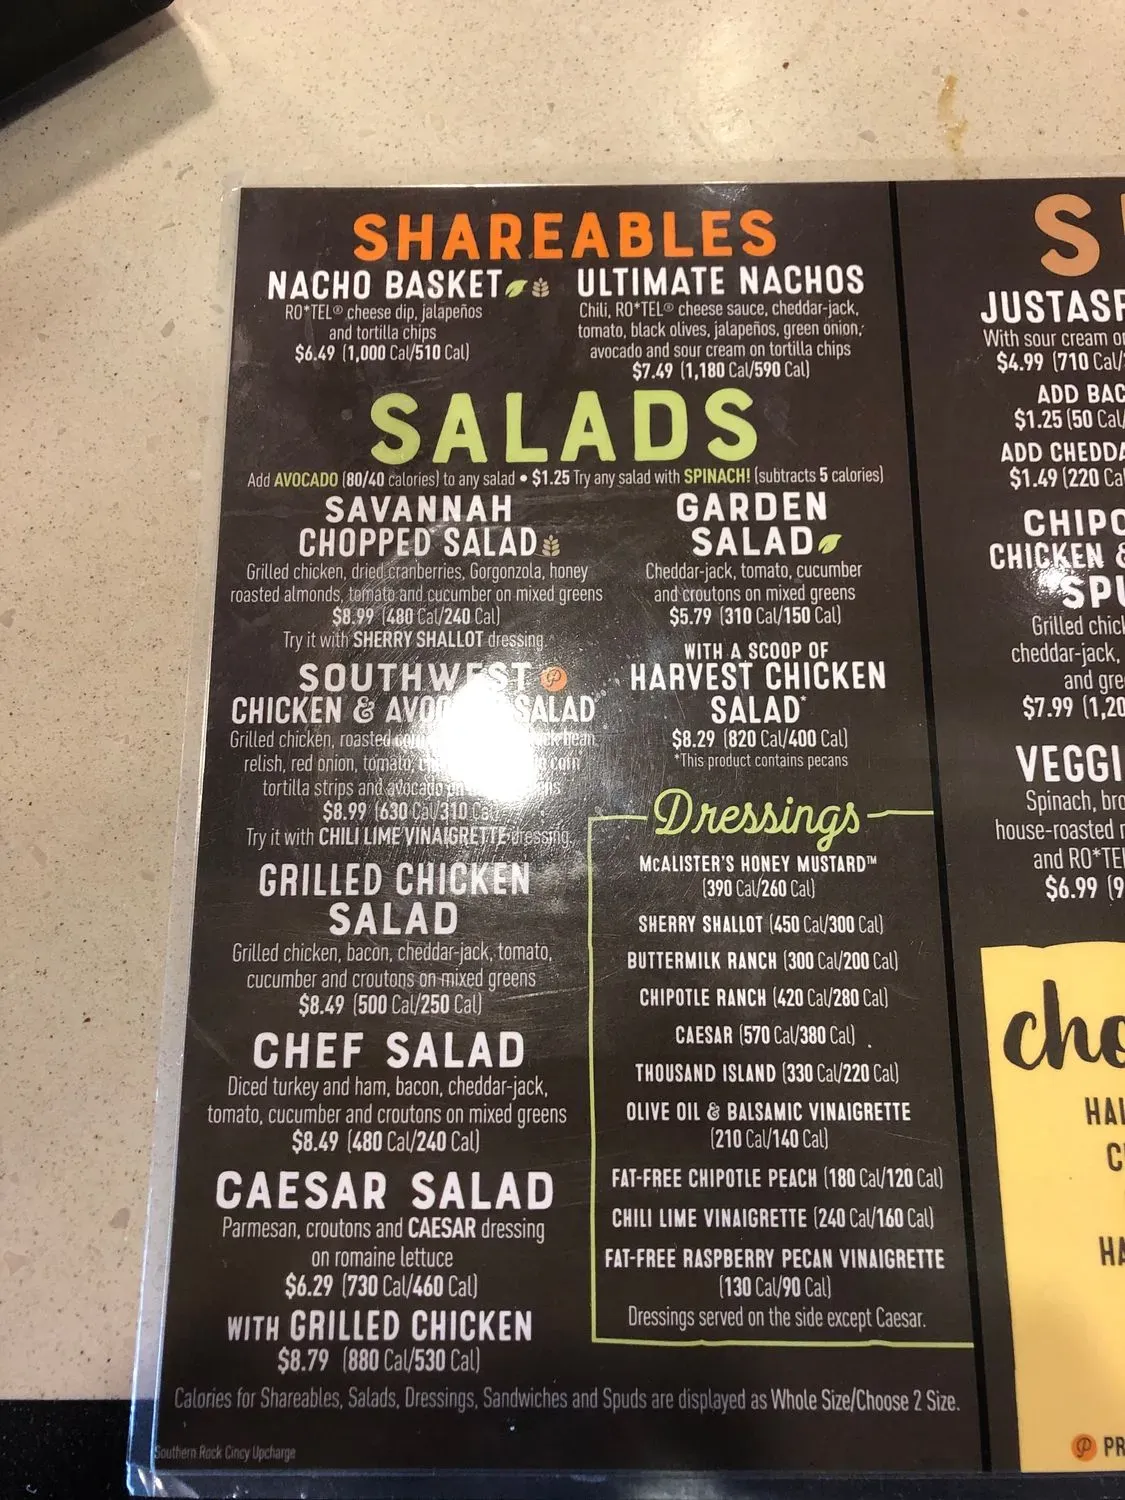 SHAREABLES
NACHO BASKET
RO*TEL® cheese dip, jalapeños
and tortilla chips
$6.49 (1,000 Cal/510 Cal)
ULTIMATE NACHOS
Chili, RO*TEL® cheese sauce, cheddar-jack,
tomato, black olives, jalapeños, green onion,
avocado and sour cream on tortilla chips
$7.49 (1,180 Cal/590 Cal)
SALADS
Add AVOCADO (80/40 calories) to any salad • $1.25 Try any salad with SPINACH! (subtracts 5 calories)
SAVANNAH
CHOPPED SALAD
Grilled chicken, dried cranberries, Gorgonzola, honey
roasted almonds, tomato and cucumber on mixed greens
$8.99 (480 Cal/240 Cal)
Try it with SHERRY SHALLOT dressing
SOUTHWEST
CHICKEN & SALAD
Grilled chicken, roasted bean
relish, red onion, tomato, corn
tortilla strips and avocado
$8.99 (630 Cal/310 Cal)
Try it with CHILI LIME VINAIGRETTE dressing.
GRILLED CHICKEN
SALAD
Grilled chicken, bacon, cheddar-jack, tomato,
cucumber and croutons on mixed greens
$8.49 (500 Cal/250 Cal)
CHEF SALAD
Diced turkey and ham, bacon, cheddar-jack,
tomato, cucumber and croutons on mixed greens
$8.49 (480 Cal/240 Cal)
CAESAR SALAD
Parmesan, croutons and CAESAR dressing
on romaine lettuce
$6.29 (730 Cal/460 Cal)
WITH GRILLED CHICKEN
$8.79 (880 Cal/530 Cal)
GARDEN
SALAD
Cheddar-jack, tomato, cucumber
and croutons on mixed greens
$5.79 (310 Cal/150 Cal)
WITH A SCOOP OF
HARVEST CHICKEN
SALAD*
$8.29 (820 Cal/400 Cal)
*This product contains pecans
Dressings
McALISTER'S HONEY MUSTARD™
(390 Cal/260 Cal)
SHERRY SHALLOT (450 Cal/300 Cal)
BUTTERMILK RANCH (300 Cal/200 Cal)
CHIPOTLE RANCH (420 Cal/280 Cal)
CAESAR (570 Cal/380 Cal)
THOUSAND ISLAND (330 Cal/220 Cal)
OLIVE OIL & BALSAMIC VINAIGRETTE
(210 Cal/140 Cal)
FAT-FREE CHIPOTLE PEACH (180 Cal/120 Cal)
CHILI LIME VINAIGRETTE (240 Cal/160 Cal)
FAT-FREE RASPBERRY PECAN VINAIGRETTE
(130 Cal/90 Cal)
Dressings served on the side except Caesar.
Calories for Shareables, Salads, Dressings, Sandwiches and Spuds are displayed as Whole Size/Choose 2 Size.
Southern Rock Cincy Upcharge
S
JUSTASP
With sour cream or
$4.99 (710 Cal/
ADD BAC
$1.25 (50 Cal/
ADD CHEDDA
$1.49 (220 Ca
CHIPO
CHICKEN &
SPU
Grilled chick
cheddar-jack,
and gre
$7.99 (1,20
VEGGI
Spinach, bro
house-roasted
and RO*TE
$6.99 (9
cho
HAL
C
HA
PR